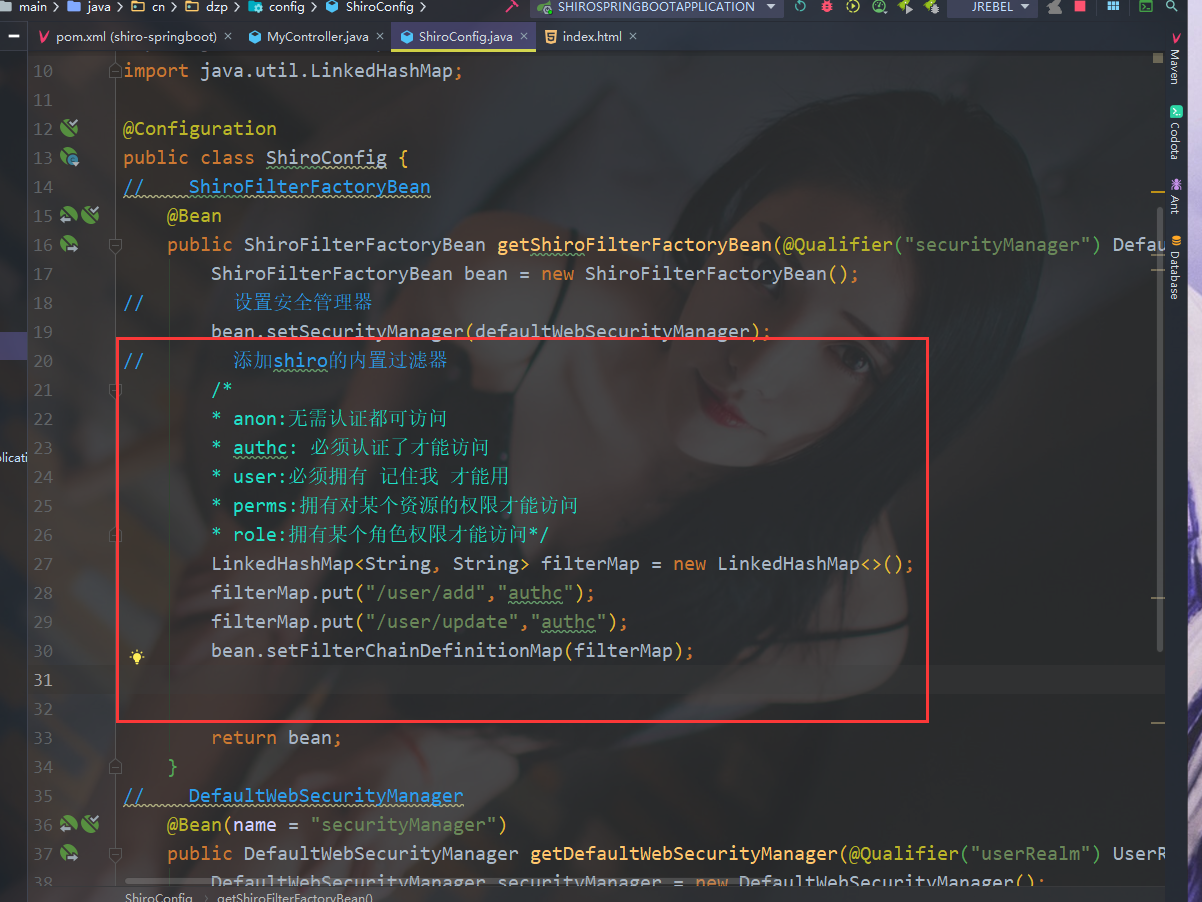 main
java
cn
dzp
config
ShiroConfig
SHIROSPRINGBOOTAPPLICATION
JREBEL
pom.xml (shiro-springboot)
MyController.java
ShiroConfig.java
index.html
10 import java.util.LinkedHashMap;
11
12 @Configuration
13 public class ShiroConfig {
14 // ShiroFilterFactoryBean
15 @Bean
16 public ShiroFilterFactoryBean getShiroFilterFactoryBean(@Qualifier("securityManager") Defau
17 ShiroFilterFactoryBean bean = new ShiroFilterFactoryBean();
18 // 设置安全管理器
19 bean.setSecurityManager(defaultWebSecurityManager);
20 // 添加shiro的内置过滤器
21 /*
22 * anon:无需认证都可访问
23 * authc: 必须认证了才能访问
24 * user:必须拥有 记住我 才能用
25 * perms:拥有对某个资源的权限才能访问
26 * role:拥有某个角色权限才能访问*/
27 LinkedHashMap<String, String> filterMap = new LinkedHashMap<>();
28 filterMap.put("/user/add","authc");
29 filterMap.put("/user/update","authc");
30 bean.setFilterChainDefinitionMap(filterMap);
31
32
33 return bean;
34 }
35 // DefaultWebSecurityManager
36 @Bean(name = "securityManager")
37 public DefaultWebSecurityManager getDefaultWebSecurityManager(@Qualifier("userRealm") UserR
38 DefaultWebSecurityManager securityManager = new DefaultWebSecurityManager();
plicati
Maven
Codota
Ant
Database
ShiroConfig
getShiroFilterFactoryBean()